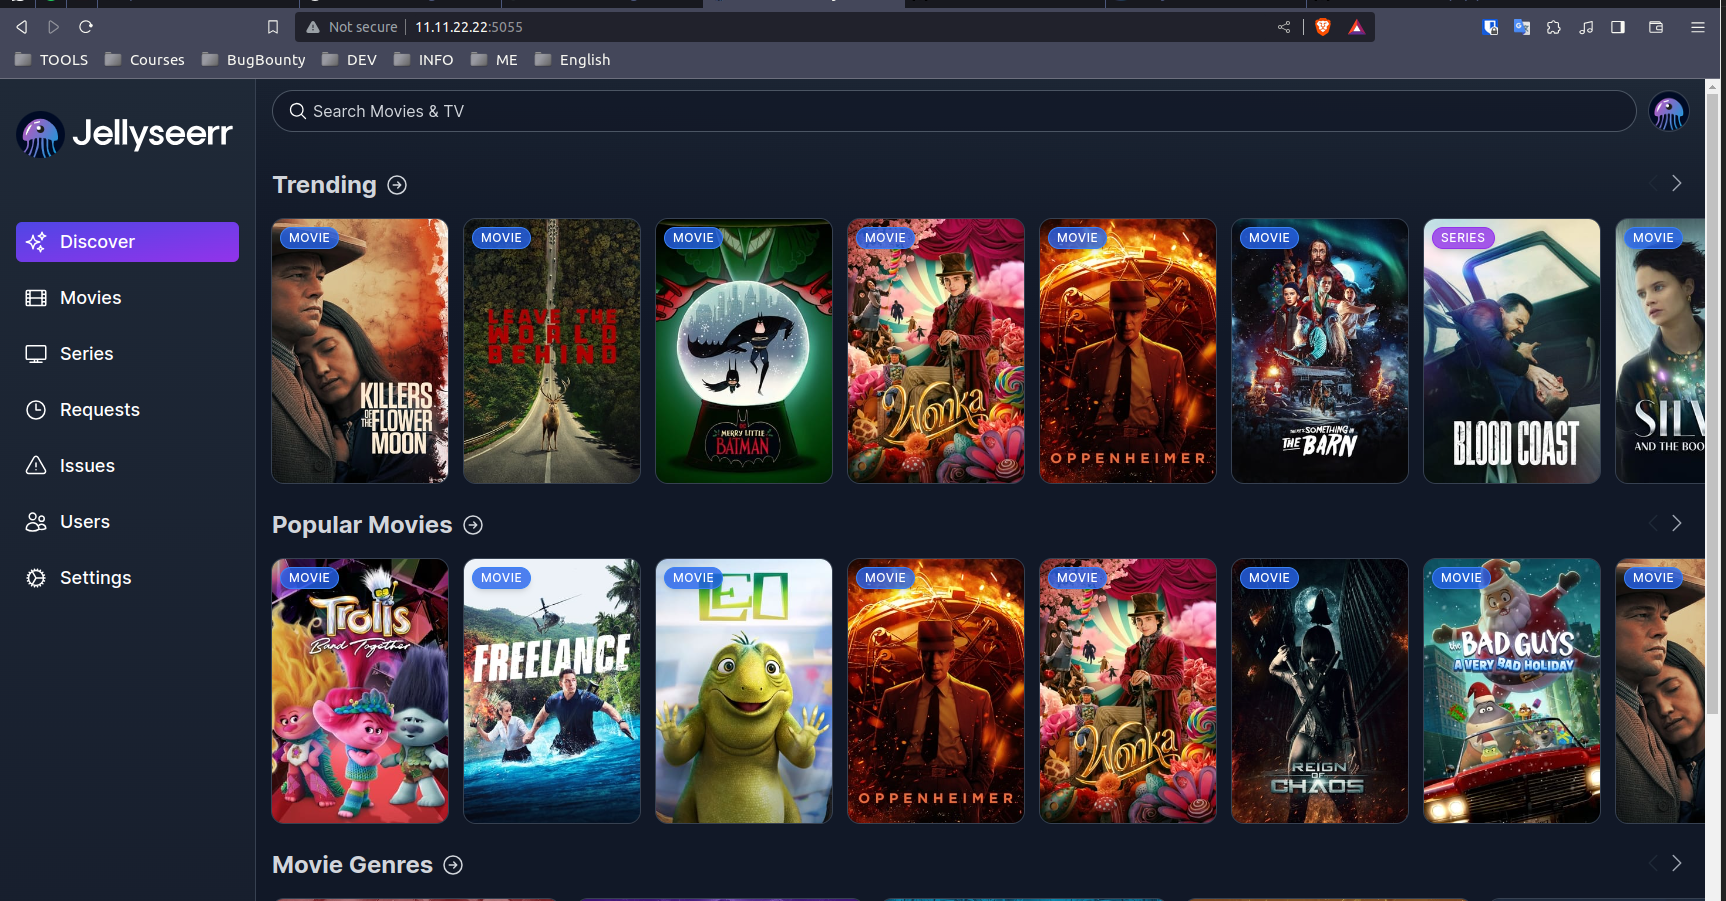 Not secure
11.11.22.22:5055
TOOLS Courses BugBounty DEV INFO ME English
Jellyseerr
Search Movies & TV
Discover
Movies
Series
Requests
Issues
Users
Settings
Trending
MOVIE MOVIE MOVIE MOVIE MOVIE MOVIE SERIES MOVIE
KILLERS
OF THE FLOWER
MOON
LEAVE THE
WORLD
BEHIND
MERRY LITTLE
BATMAN
Wonka
OPPENHEIMER
THERE'S SOMETHING IN
THE BARN
BLOOD COAST
SILV
AND THE BOO
Popular Movies
MOVIE MOVIE MOVIE MOVIE MOVIE MOVIE MOVIE MOVIE
Trolls
Band Together
FREELANCE
LEO
OPPENHEIMER
Wonka
REIGN
OF
CHAOS
the BAD GUYS
A VERY BAD HOLIDAY
Movie Genres